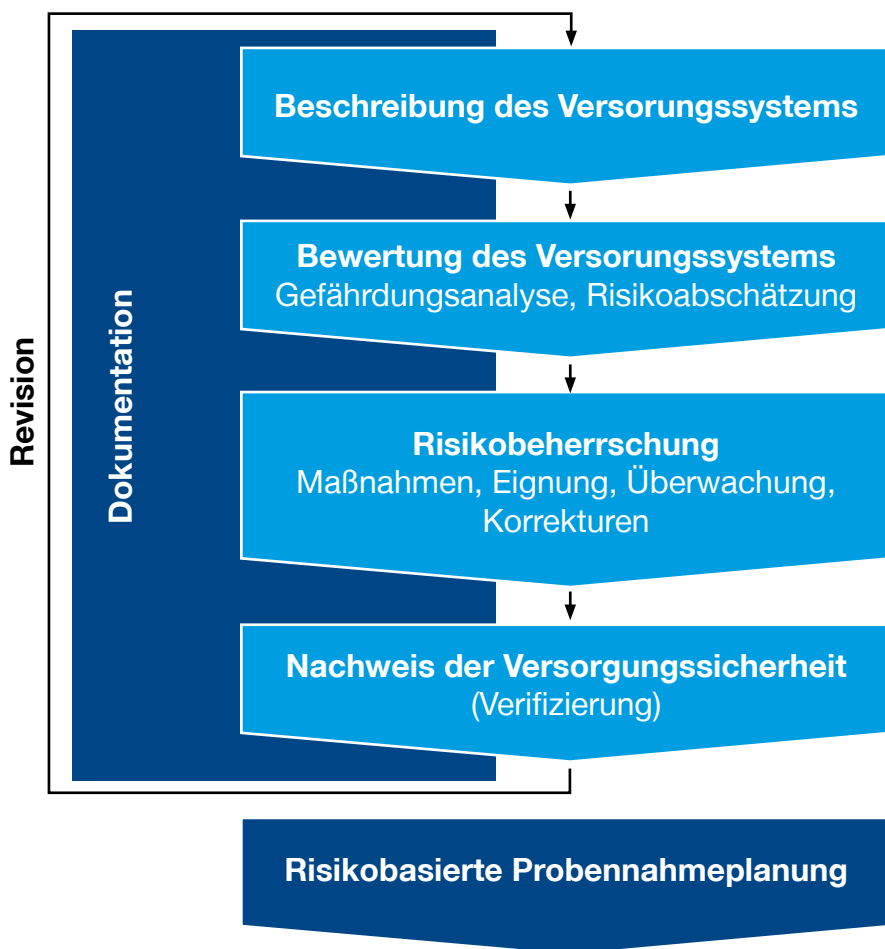 Beschreibung des Versorungssystems
Bewertung des Versorungssystems
Gefährdungsanalyse, Risikoabschätzung
Risikobeherrschung
Maßnahmen, Eignung, Überwachung,
Korrekturen
Nachweis der Versorgungssicherheit
(Verifizierung)
Revision
Dokumentation
Risikobasierte Probennahmeplanung